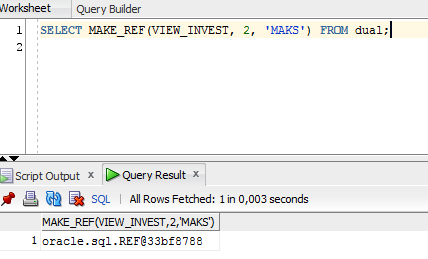 Worksheet Query Builder
1 SELECT MAKE_REF(VIEW_INVEST, 2, 'MAKS') FROM dual;
2
Script Output x Query Result x
SQL | All Rows Fetched: 1 in 0,003 seconds
MAKE_REF(VIEW_INVEST,2,'MAKS')
1 oracle.sql.REF@33bf8788